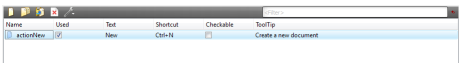 <Filter>
Name Used Text Shortcut Checkable ToolTip
actionNew New Ctrl+N Create a new document